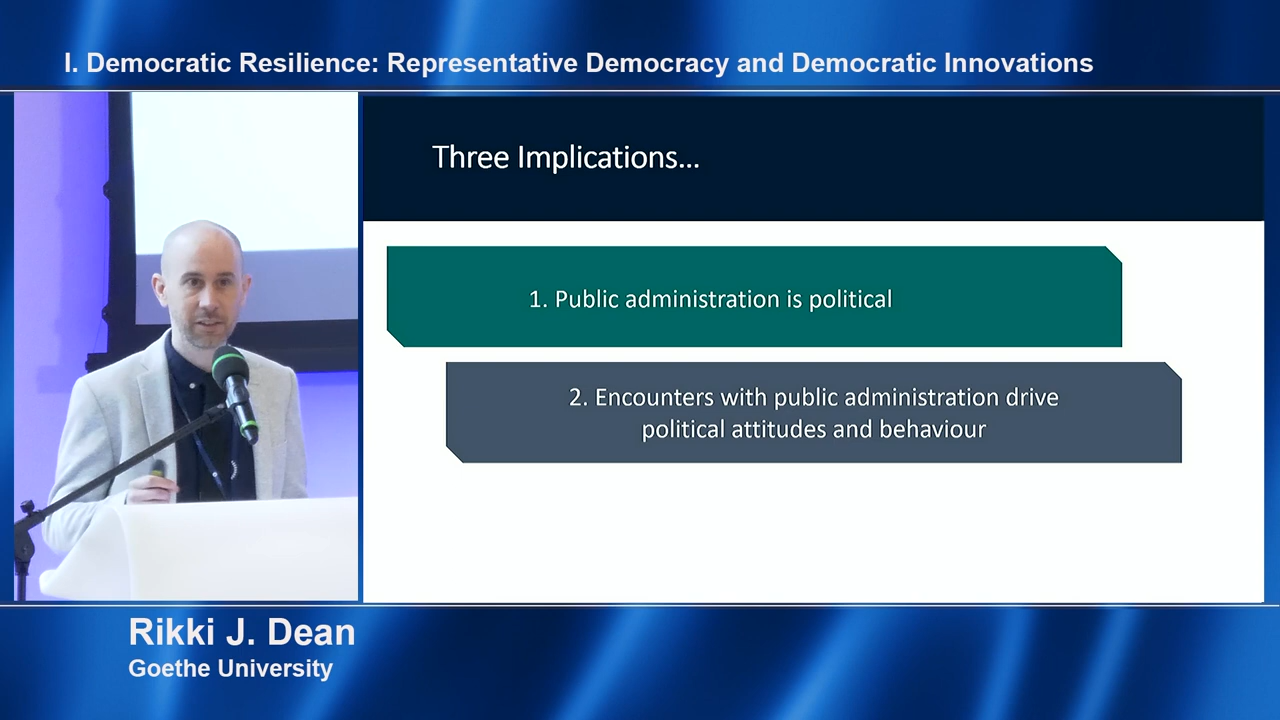 I. Democratic Resilience: Representative Democracy and Democratic Innovations
Three Implications...
1. Public administration is political
2. Encounters with public administration drive
political attitudes and behaviour
Rikki J. Dean
Goethe University